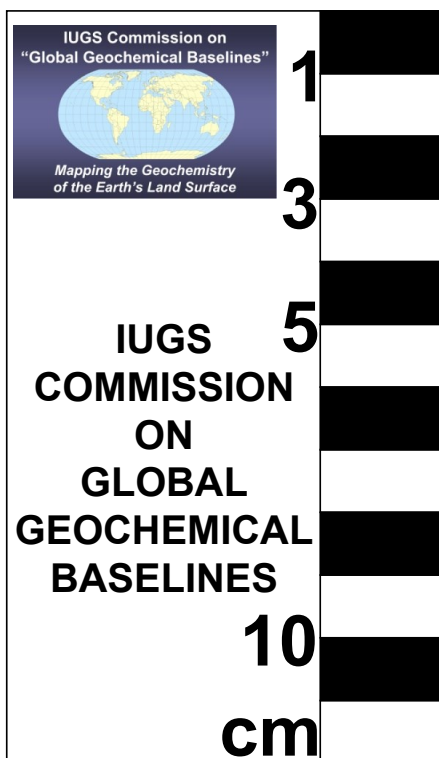 IUGS Commission on
“Global Geochemical Baselines”
Mapping the Geochemistry
of the Earth’s Land Surface
1
3
5
IUGS
COMMISSION
ON
GLOBAL
GEOCHEMICAL
BASELINES
10
cm